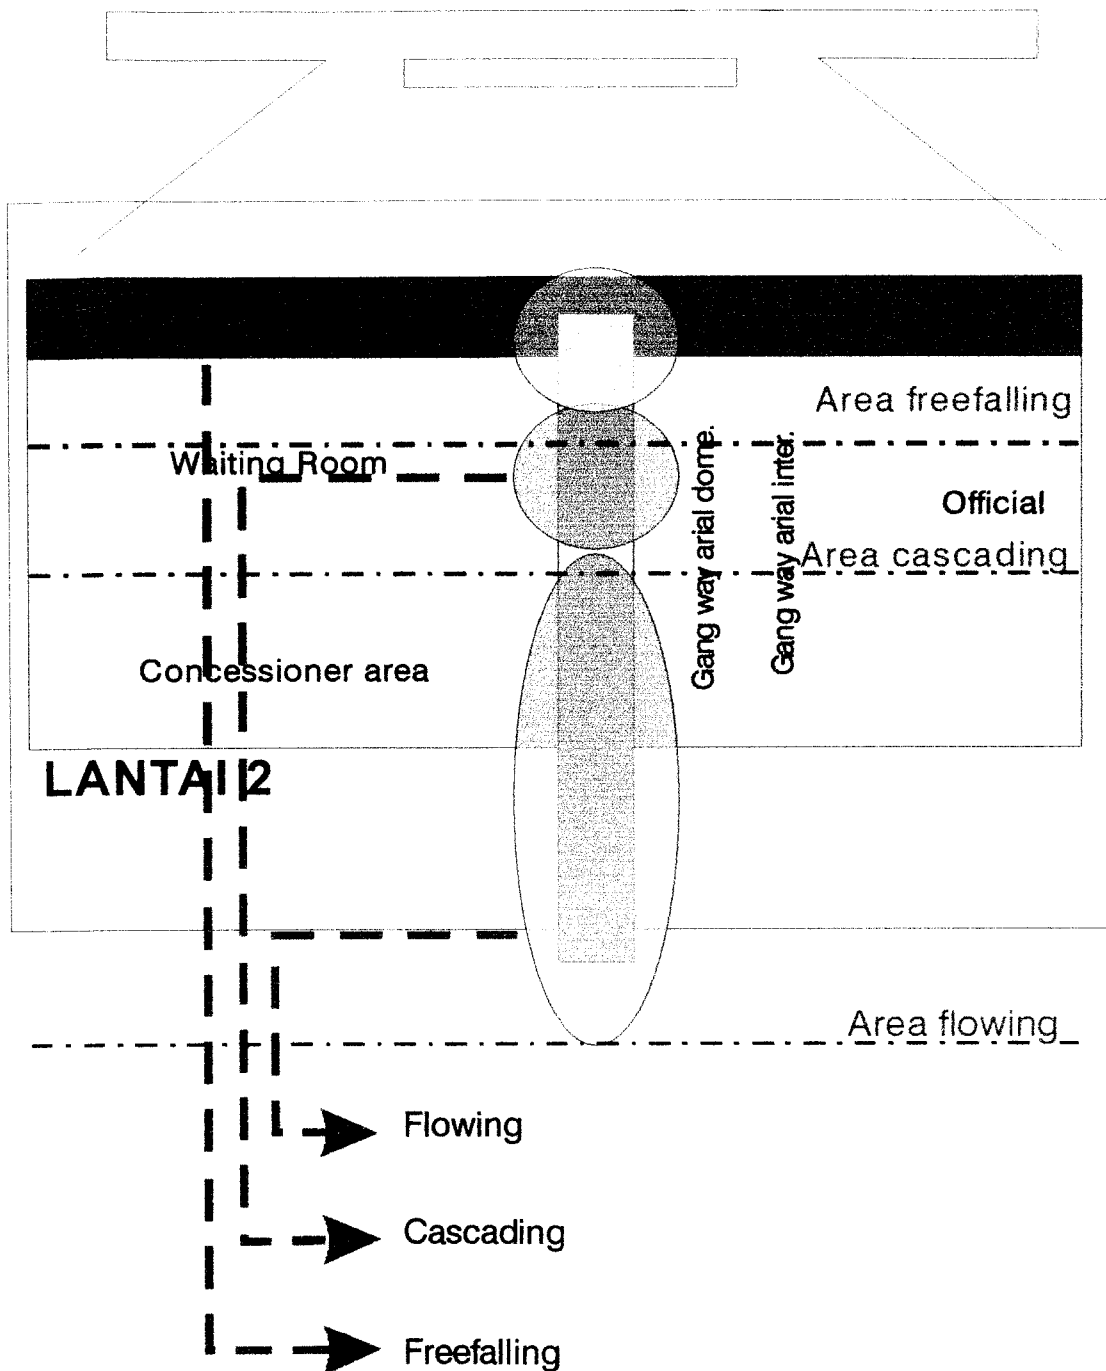 Area freefalling
Waiting Room
Gang way arial dome.
Gang way arial inter.
Official
Area cascading
Concessioner area
LANTAI 2
Area flowing
Flowing
Cascading
Freefalling